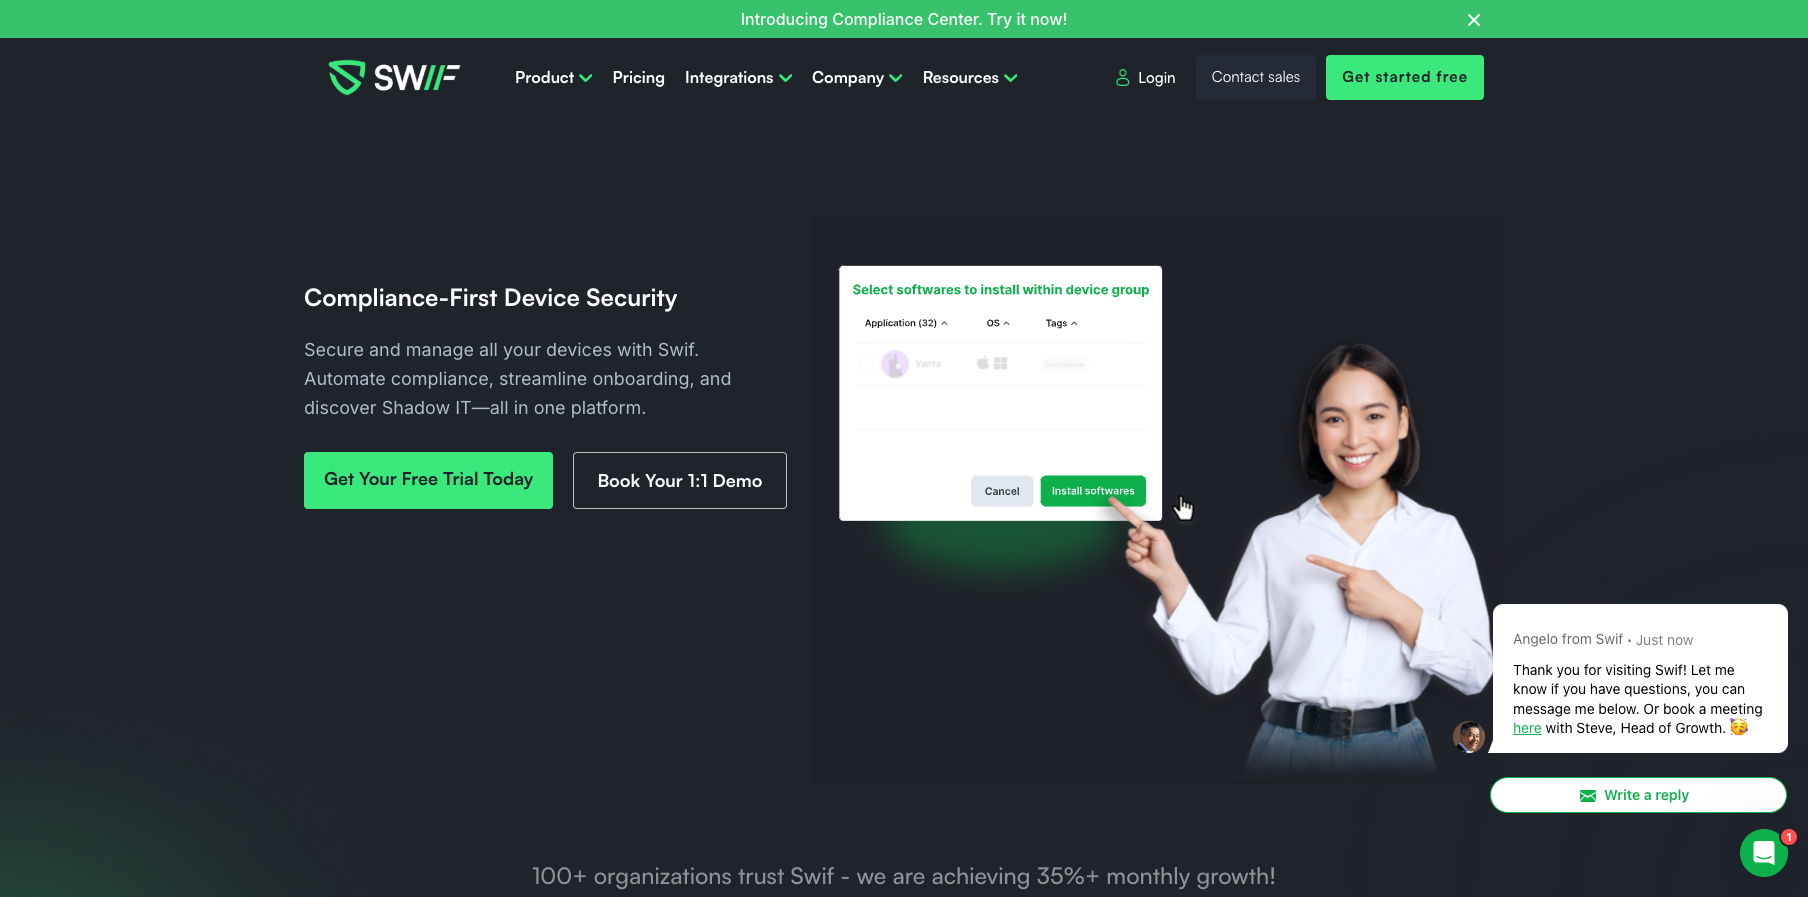 Introducing Compliance Center. Try it now!
SWIF
Product
Pricing
Integrations
Company
Resources
Login
Contact sales
Get started free
Compliance-First Device Security
Secure and manage all your devices with Swif.
Automate compliance, streamline onboarding, and
discover Shadow IT—all in one platform.
Get Your Free Trial Today
Book Your 1:1 Demo
Select softwares to install within device group
Application (32)
OS
Tags
Vanta
Compliance
Cancel
Install softwares
Angelo from Swif • Just now
Thank you for visiting Swif! Let me
know if you have questions, you can
message me below. Or book a meeting
here with Steve, Head of Growth. 🥳
Write a reply
1
100+ organizations trust Swif - we are achieving 35%+ monthly growth!